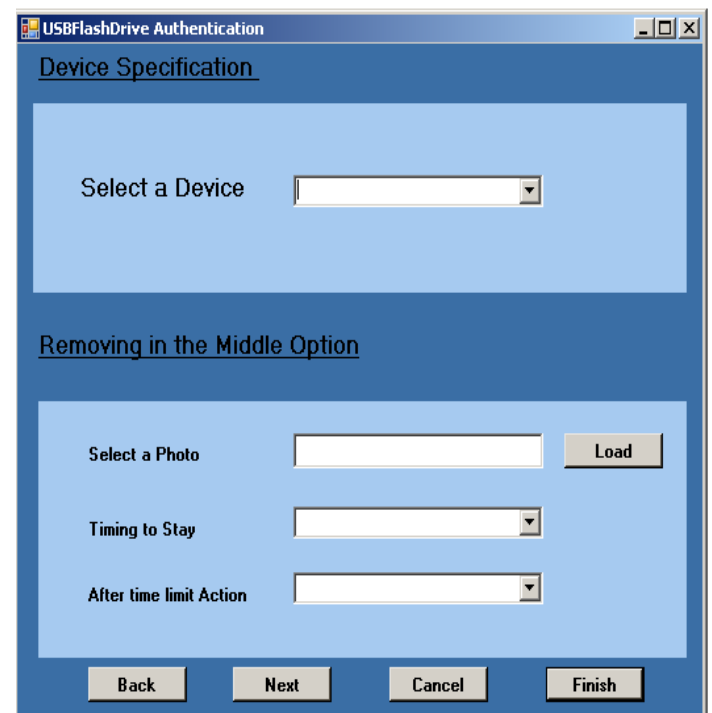 USBFlashDrive Authentication
Device Specification
Select a Device
Removing in the Middle Option
Select a Photo
Load
Timing to Stay
After time limit Action
Back Next Cancel Finish